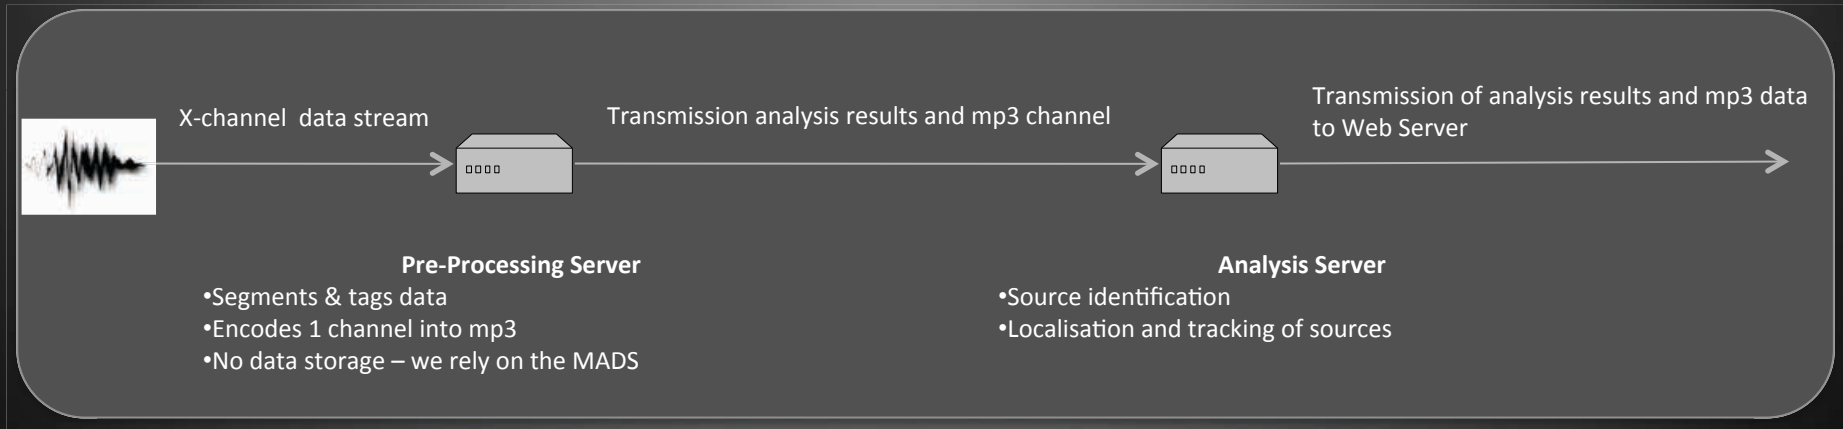 X-channel  data stream
Transmission analysis results and mp3 channel
Transmission of analysis results and mp3 data
to Web Server
Pre-Processing Server
•Segments & tags data
•Encodes 1 channel into mp3
•No data storage – we rely on the MADS
Analysis Server
•Source identification
•Localisation and tracking of sources